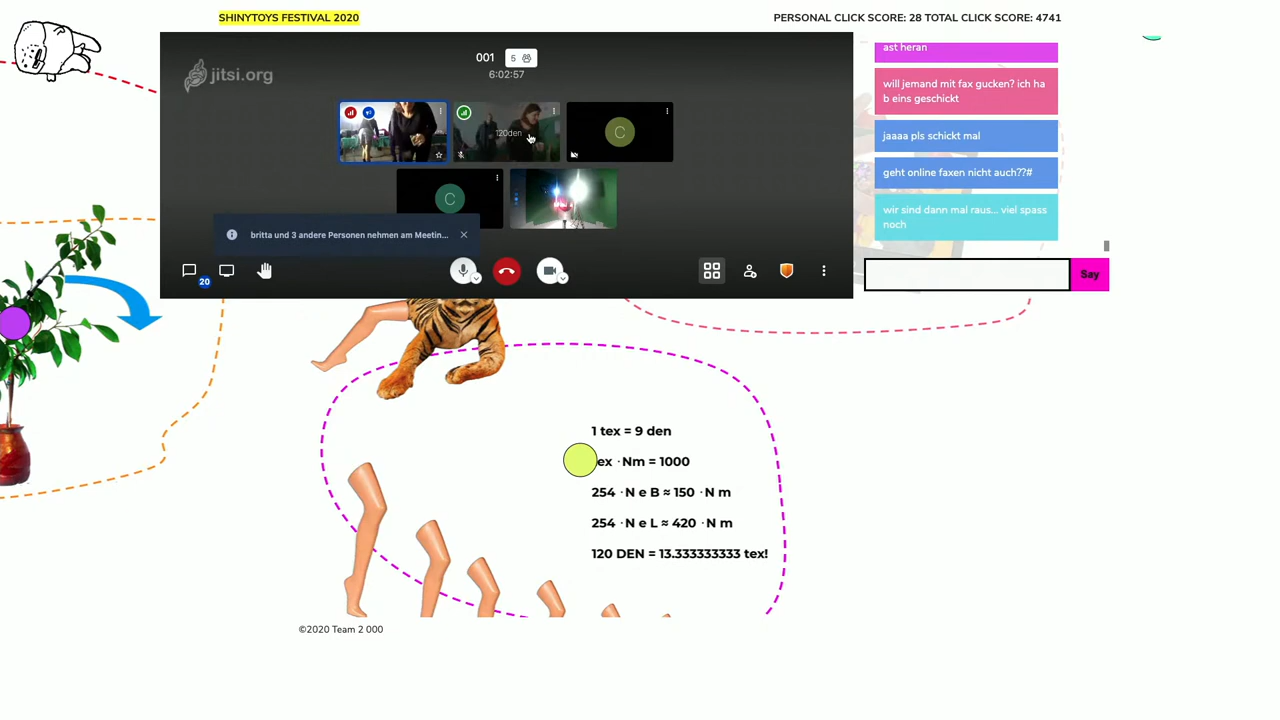 SHINYTOYS FESTIVAL 2020
PERSONAL CLICK SCORE: 28 TOTAL CLICK SCORE: 4741
jitsi.org
001
5
6:02:57
120den
C
C
britta und 3 andere Personen nehmen am Meetin...
20
ast heran
will jemand mit fax gucken? ich ha
b eins geschickt
jaaaa pls schickt mal
geht online faxen nicht auch??#
wir sind dann mal raus... viel spass
noch
Say
1 tex = 9 den
ex ·Nm = 1000
254 ·N e B ≈ 150 ·N m
254 ·N e L ≈ 420 ·N m
120 DEN = 13.333333333 tex!
©2020 Team 2 000